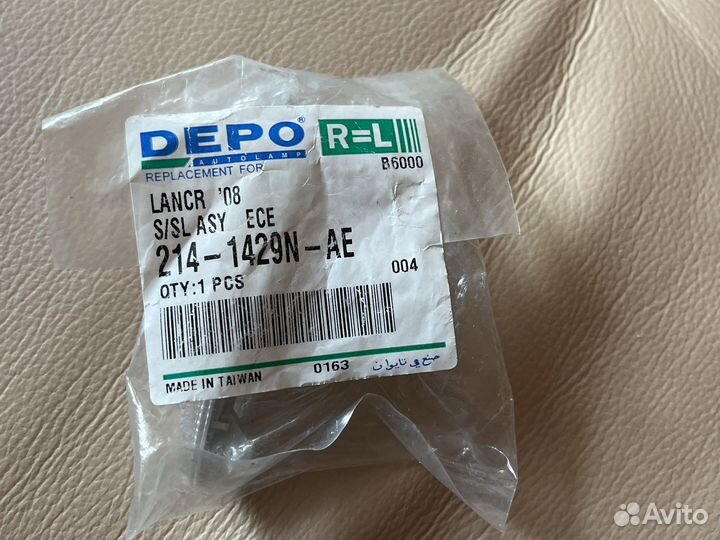 DEPO®
AUTOLAMP
R=L
REPLACEMENT FOR
B6000
LANCR '08
S/SL ASY ECE
214-1429N-AE
QTY:1 PCS
004
MADE IN TAIWAN
0163
صنع في تايوان
Avito